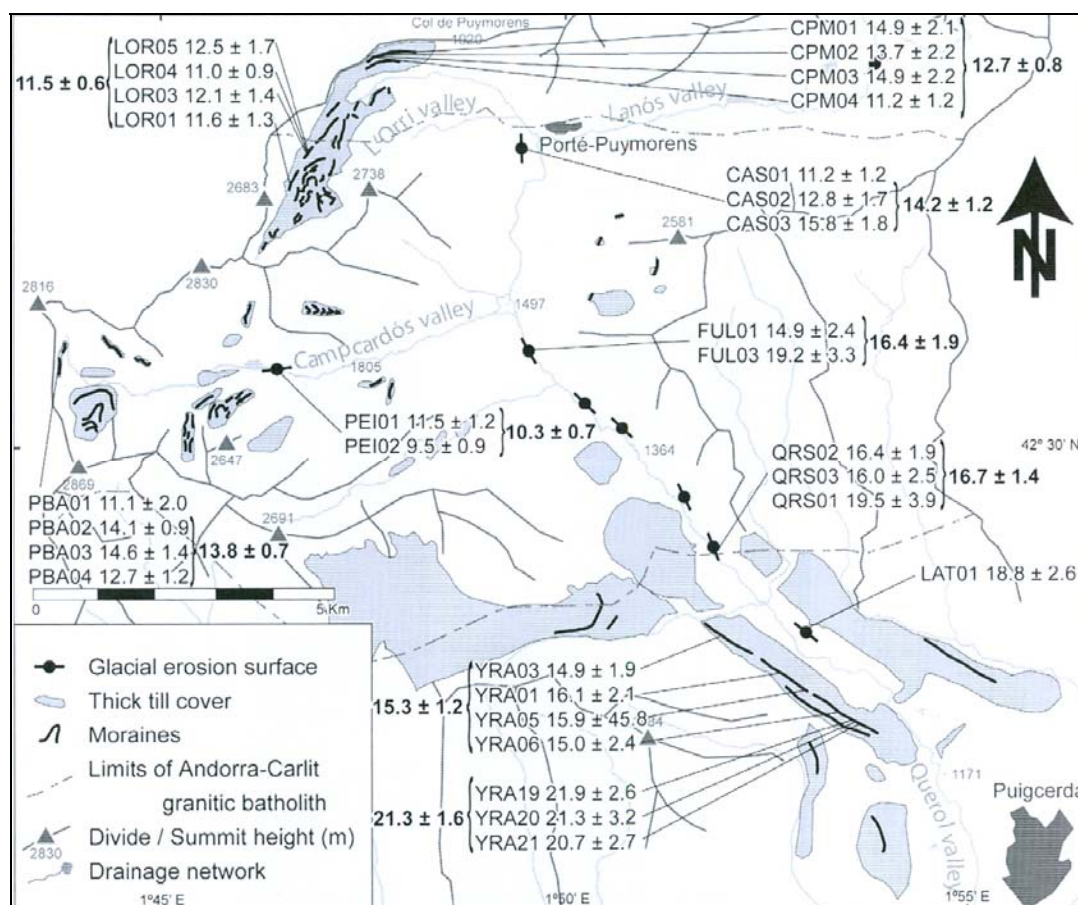 Col de Puymorens
1920
LOR05 12.5 ± 1.7
LOR04 11.0 ± 0.9
LOR03 12.1 ± 1.4
LOR01 11.6 ± 1.3
11.5 ± 0.6
CPM01 14.9 ± 2.1
CPM02 13.7 ± 2.2
CPM03 14.9 ± 2.2
CPM04 11.2 ± 1.2
12.7 ± 0.8
L'Orri valley
Lanós valley
Porté-Puymorens
2683
2738
CAS01 11.2 ± 1.2
CAS02 12.8 ± 1.7
CAS03 15.8 ± 1.8
14.2 ± 1.2
2581
N
2830
2816
1497
Campcardós valley
1805
FUL01 14.9 ± 2.4
FUL03 19.2 ± 3.3
16.4 ± 1.9
PEI01 11.5 ± 1.2
PEI02 9.5 ± 0.9
10.3 ± 0.7
1364
42° 30' N
2647
2869
QRS02 16.4 ± 1.9
QRS03 16.0 ± 2.5
QRS01 19.5 ± 3.9
16.7 ± 1.4
PBA01 11.1 ± 2.0
PBA02 14.1 ± 0.9
PBA03 14.6 ± 1.4
PBA04 12.7 ± 1.2
13.8 ± 0.7
2691
LAT01 18.8 ± 2.6
0 5 Km
Glacial erosion surface
Thick till cover
Moraines
Limits of Andorra-Carlit
granitic batholith
Divide / Summit height (m)
2830
Drainage network
YRA03 14.9 ± 1.9
YRA01 16.1 ± 2.1
YRA05 15.9 ± 45.8
YRA06 15.0 ± 2.4
15.3 ± 1.2
YRA19 21.9 ± 2.6
YRA20 21.3 ± 3.2
YRA21 20.7 ± 2.7
21.3 ± 1.6
1171
Puigcerda
Querol valley
1°45' E
1°50' E
1°55' E